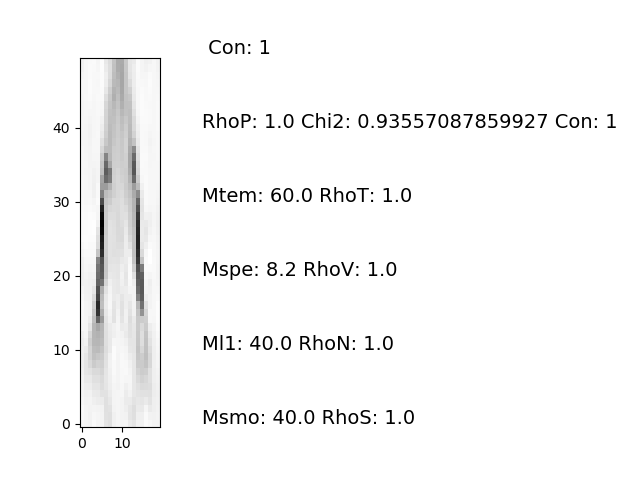 Con: 1
RhoP: 1.0 Chi2: 0.93557087859927 Con: 1
Mtem: 60.0 RhoT: 1.0
Mspe: 8.2 RhoV: 1.0
Ml1: 40.0 RhoN: 1.0
Msmo: 40.0 RhoS: 1.0
40
30
20
10
0
0 10